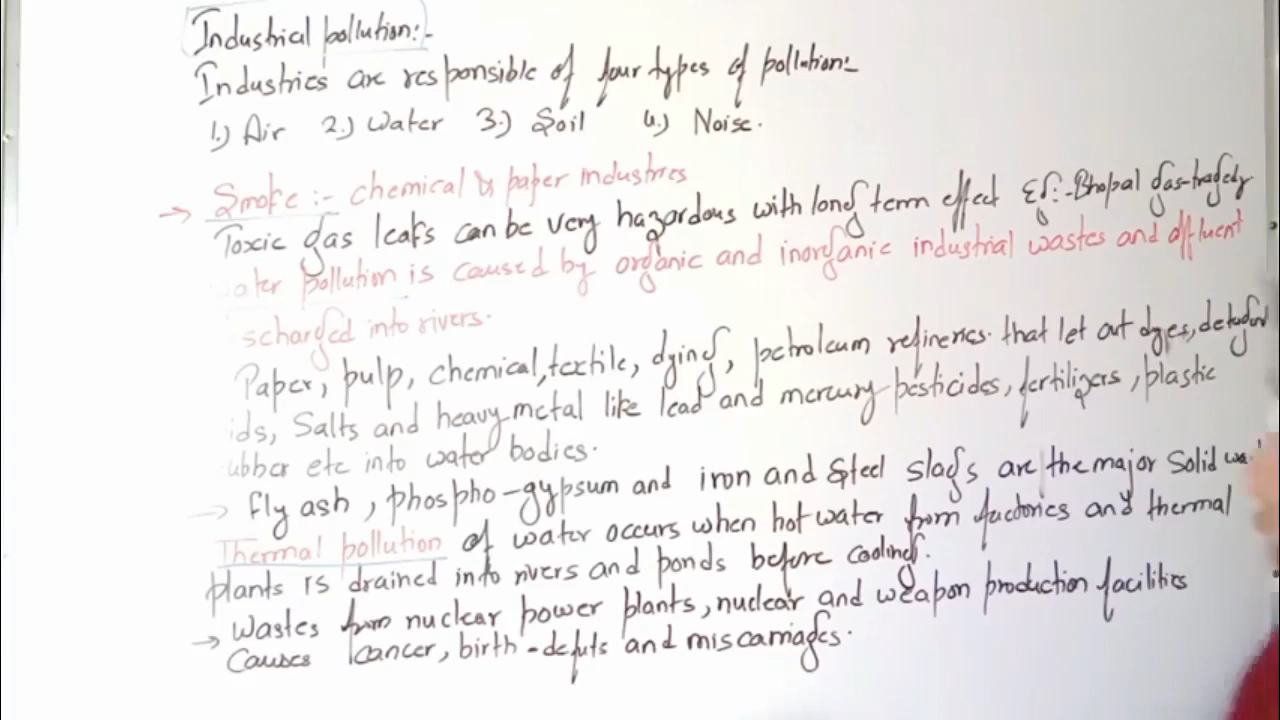 Industrial pollution:-
Industries are responsible of four types of pollution:-
1.) Air 2.) Water 3.) Soil 4.) Noise.
→ Smoke :- chemical & paper industries
Toxic gas leaks can be very hazardous with long term effect Eg:- Bhopal gas-tragedy
ater pollution is caused by organic and inorganic industrial wastes and affluent
scharged into rivers.
Paper, pulp, chemical, textile, dying, petroleum refineries. that let out dyes,
ids, Salts and heavy metal like lead and mercury pesticides, fertilizers, plastic
ubber etc into water bodies.
→ Fly ash, phospho-gypsum and iron and steel slags are the major solid wa
Thermal pollution of water occurs when hot water from factories and thermal
plants is drained into rivers and ponds before cooling.
→ Wastes from nuclear power plants, nuclear and weapon production facilities
causes cancer, birth-defuts and miscarriages.